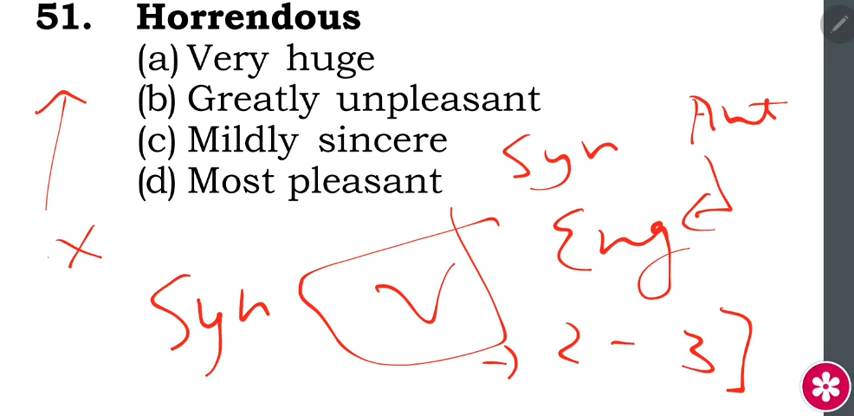 51. Horrendous
(a) Very huge
(b) Greatly unpleasant
(c) Mildly sincere
(d) Most pleasant
Syn Ant
Eng
Syn V
2 - 3]